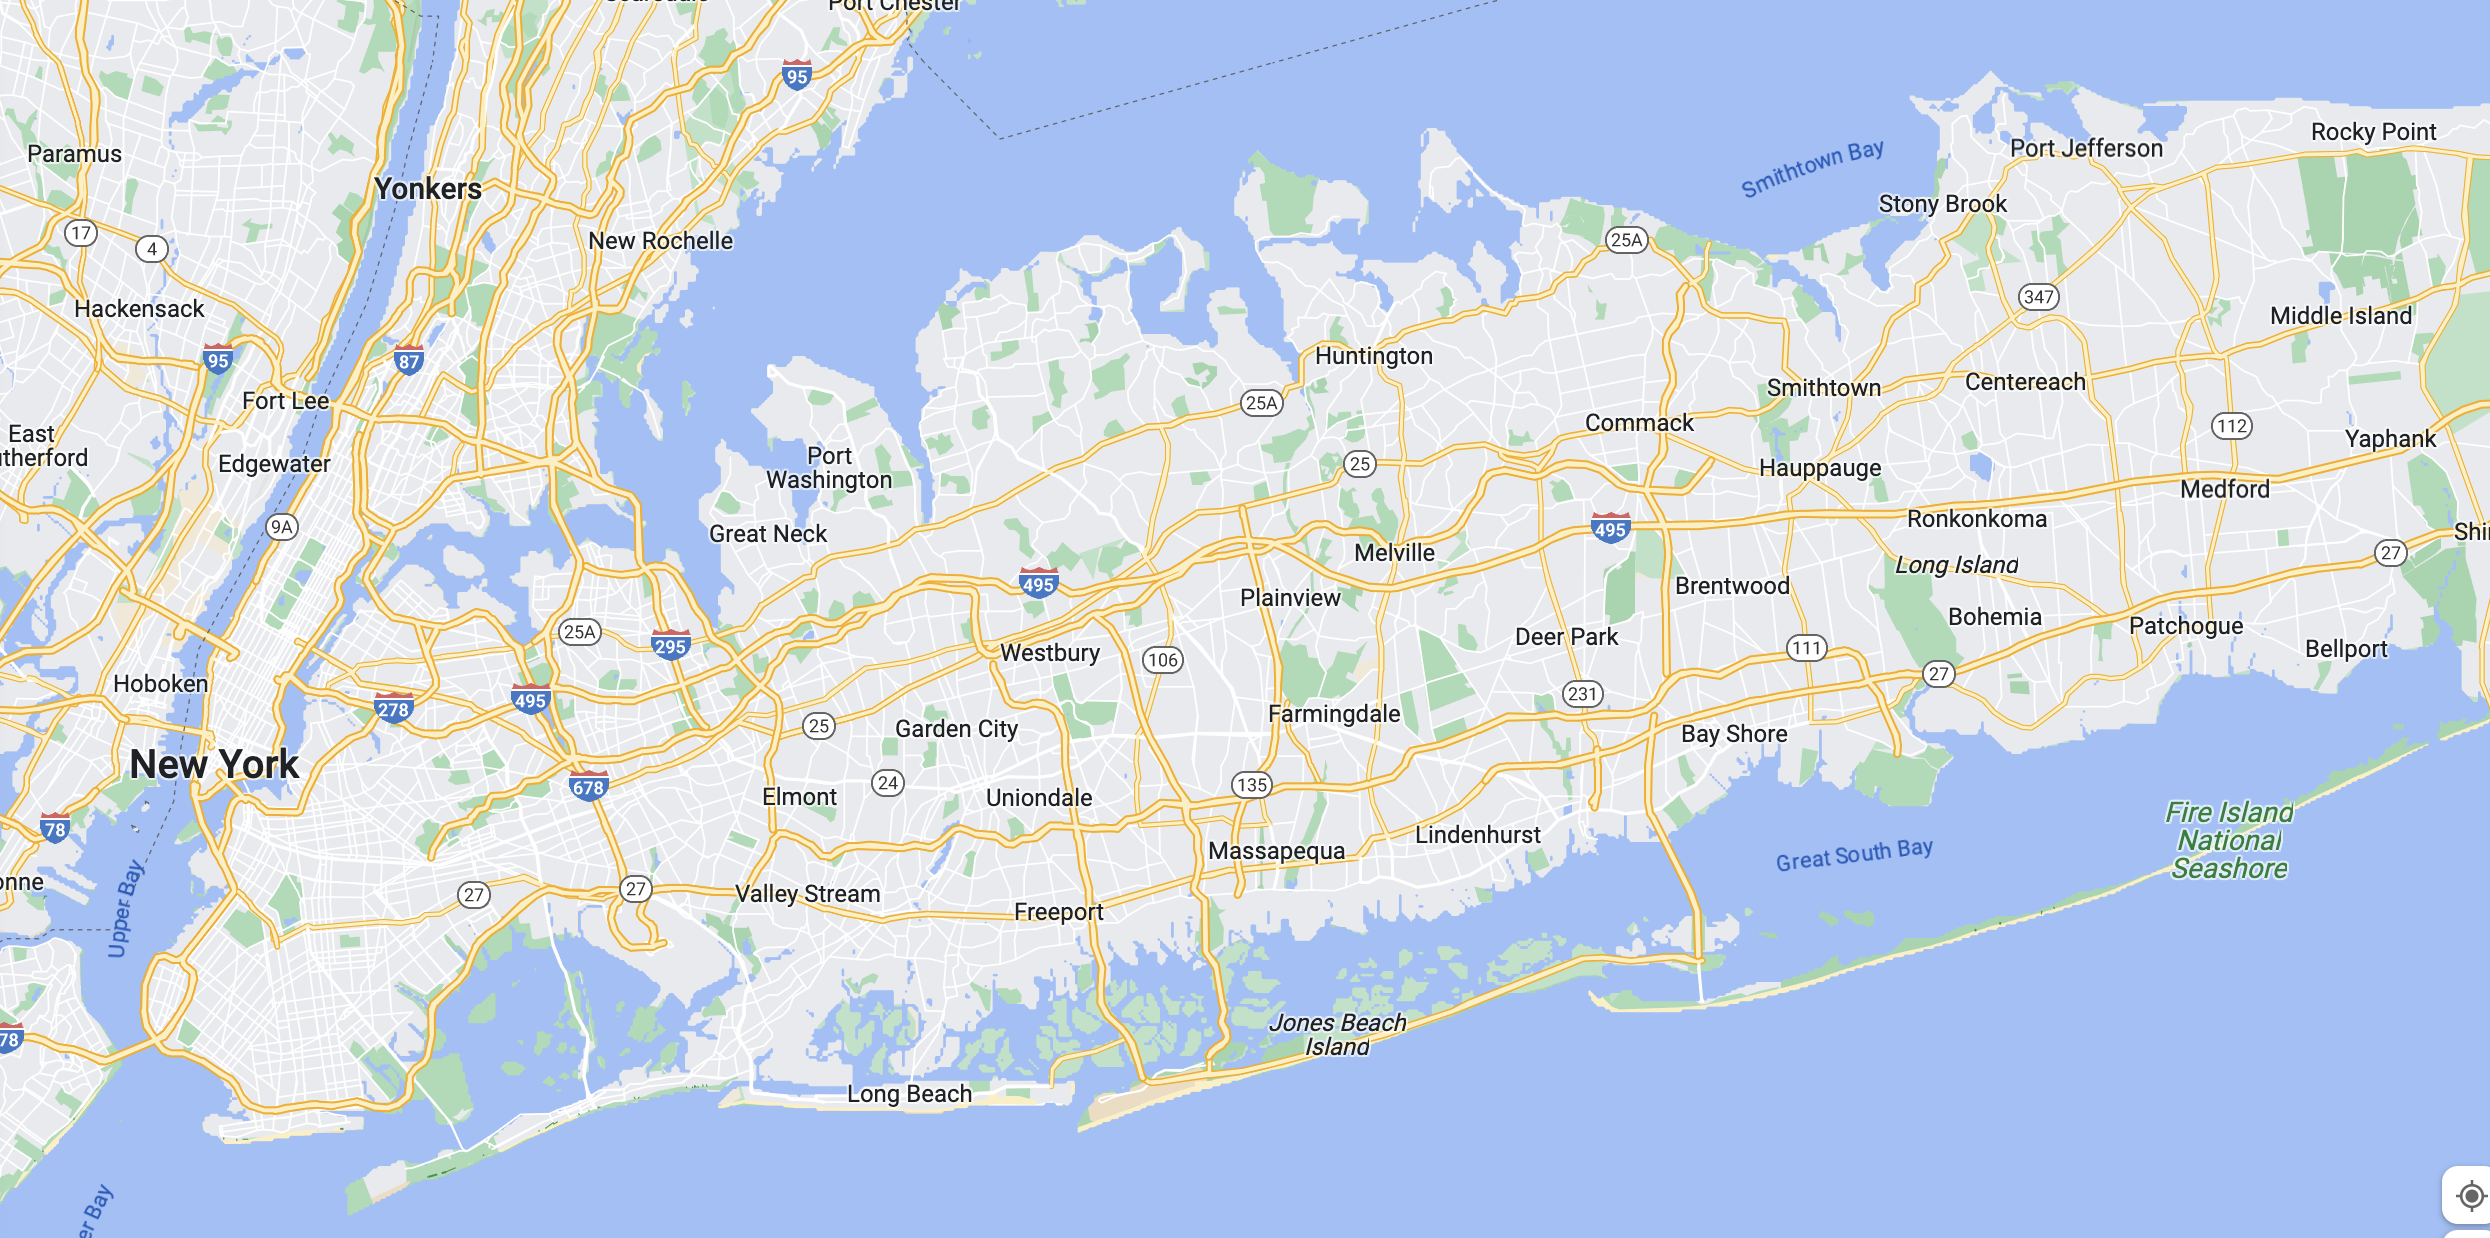 Port Chester
95
Paramus
Yonkers
Rocky Point
Port Jefferson
Smithtown Bay
Stony Brook
17
4
New Rochelle
25A
Hackensack
347
Middle Island
95
87
Huntington
Fort Lee
25A
Smithtown
Centereach
Commack
112
East
Edgewater
Port
Washington
25
Hauppauge
Yaphank
Medford
9A
Great Neck
495
Ronkonkoma
27
Melville
Long Island
495
Plainview
Brentwood
Bohemia
25A
295
Westbury
106
Deer Park
111
Patchogue
Bellport
Hoboken
278
495
231
27
25
Garden City
Farmingdale
Bay Shore
New York
678
24
Elmont
Uniondale
135
78
Massapequa
Lindenhurst
Fire Island
National
Seashore
Great South Bay
Upper Bay
27
27
Valley Stream
Freeport
78
Jones Beach
Island
Long Beach